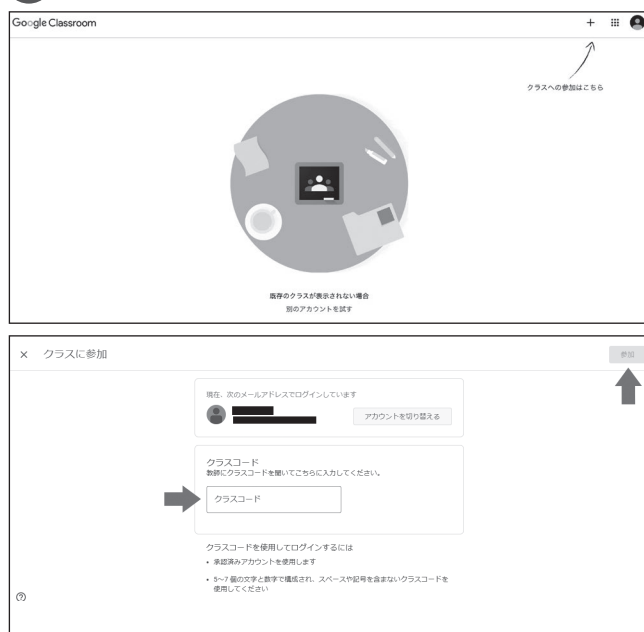 Google Classroom
+
クラスへの参加はこちら
既存のクラスが表示されない場合
別のアカウントを試す
× クラスに参加
参加
現在、次のメールアドレスでログインしています
アカウントを切り替える
クラスコード
教師にクラスコードを聞いてこちらに入力してください。
クラスコード
クラスコードを使用してログインするには
• 承認済みアカウントを使用します
• 5～7 個の文字と数字で構成され、スペースや記号を含まないクラスコードを
使用してください
?